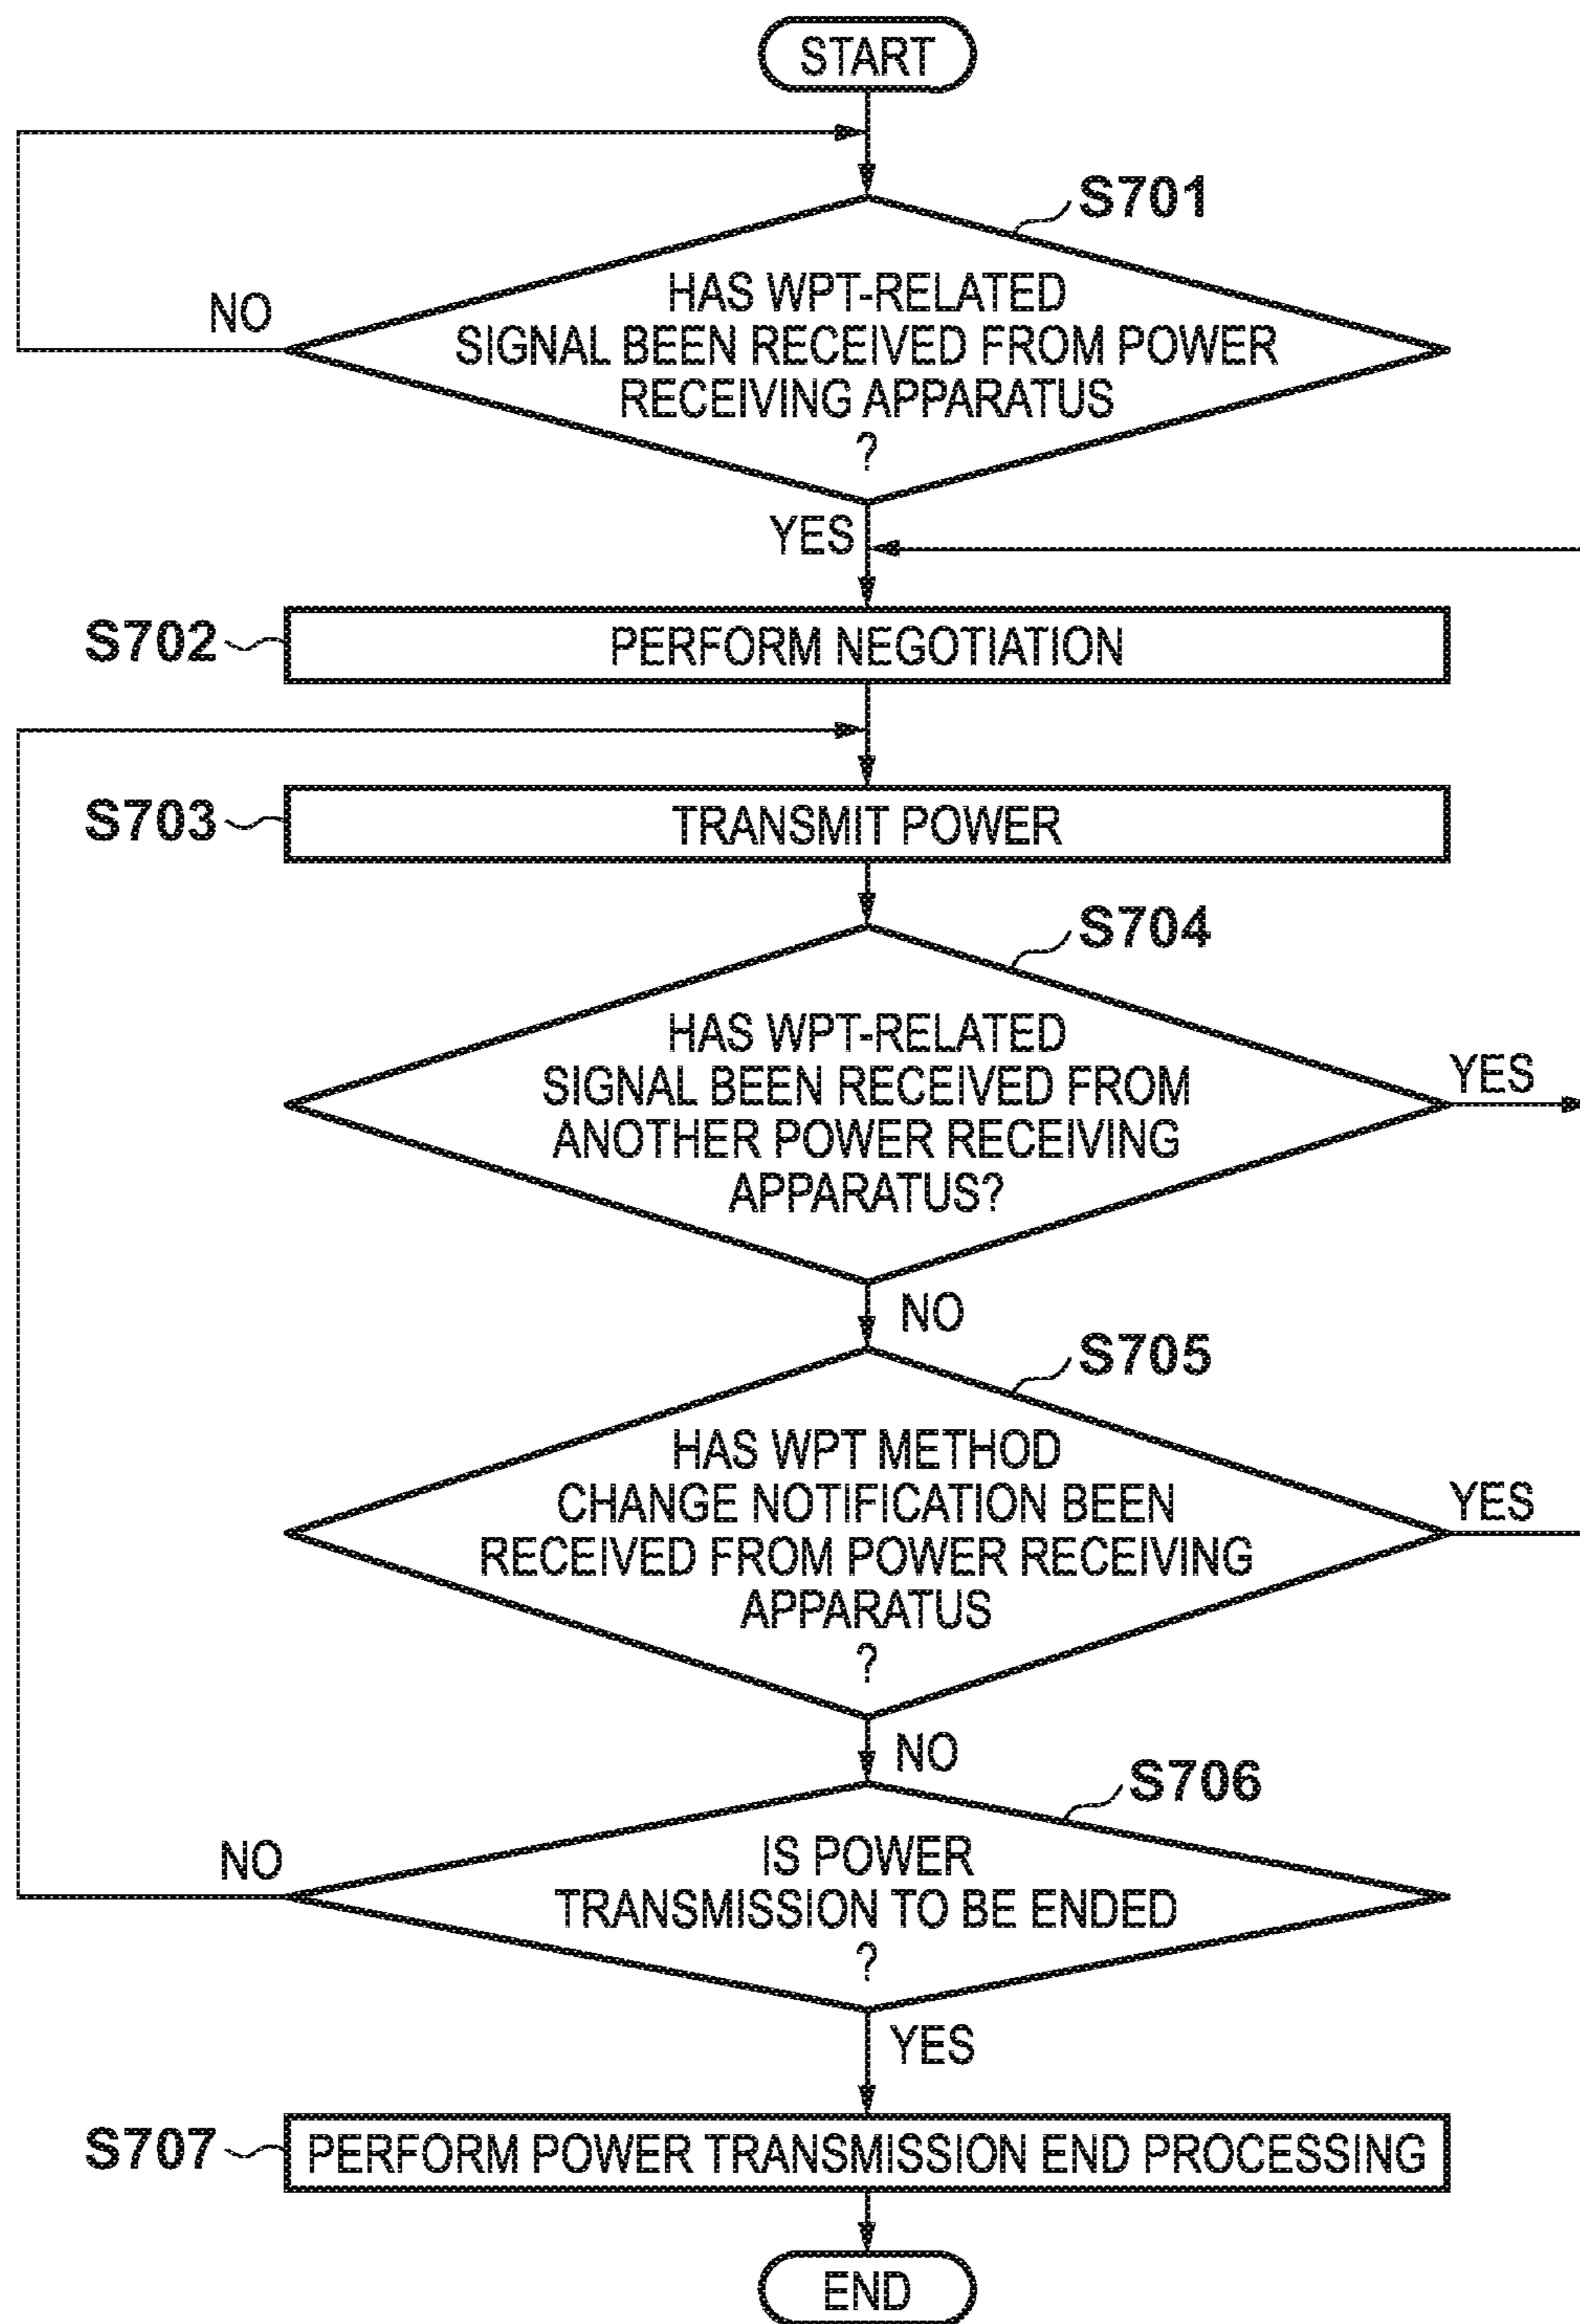 START
S701
HAS WPT-RELATED
SIGNAL BEEN RECEIVED FROM POWER
RECEIVING APPARATUS
?
NO
YES
S702
PERFORM NEGOTIATION
S703
TRANSMIT POWER
S704
HAS WPT-RELATED
SIGNAL BEEN RECEIVED FROM
ANOTHER POWER RECEIVING
APPARATUS?
YES
NO
S705
HAS WPT METHOD
CHANGE NOTIFICATION BEEN
RECEIVED FROM POWER RECEIVING
APPARATUS
?
YES
NO
S706
IS POWER
TRANSMISSION TO BE ENDED
?
NO
YES
S707
PERFORM POWER TRANSMISSION END PROCESSING
END